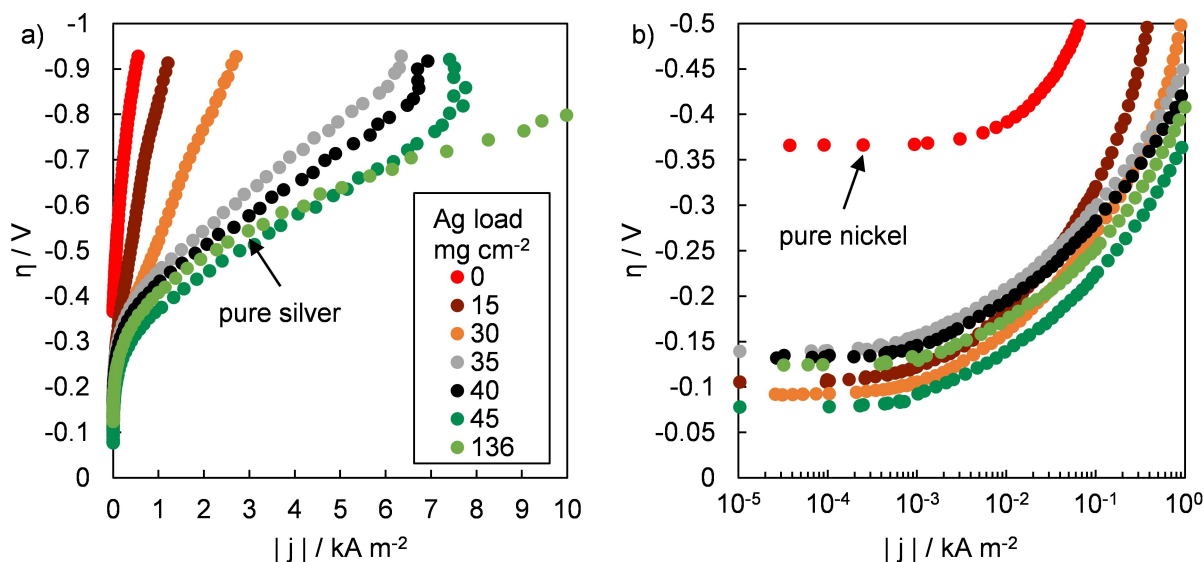 a)
-1
-0.9
-0.8
-0.7
-0.6
-0.5
-0.4
-0.3
-0.2
-0.1
0
η / V
0 1 2 3 4 5 6 7 8 9 10
| j | / kA m⁻²
pure silver
Ag load
mg cm⁻²
0
15
30
35
40
45
136
b)
-0.5
-0.45
-0.4
-0.35
-0.3
-0.25
-0.2
-0.15
-0.1
-0.05
0
η / V
10⁻⁵ 10⁻⁴ 10⁻³ 10⁻² 10⁻¹ 10⁰
| j | / kA m⁻²
pure nickel